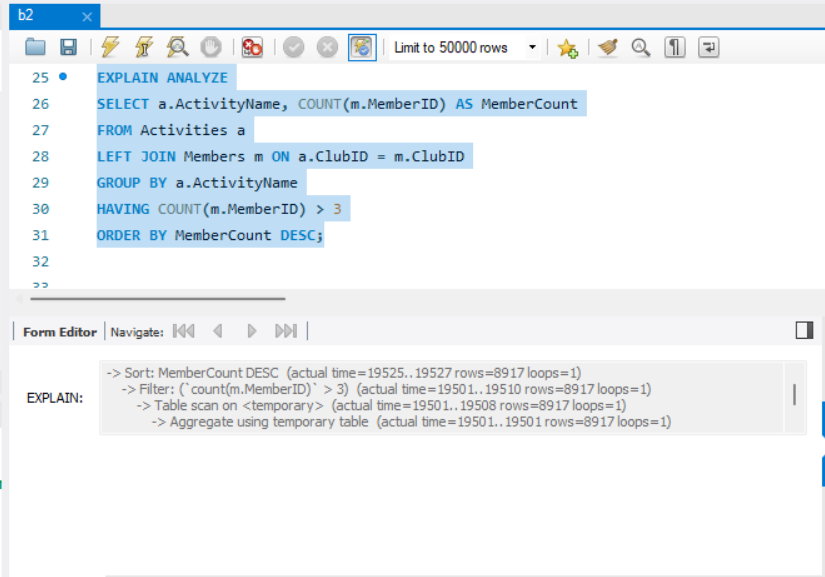 b2 ×
Limit to 50000 rows
25 EXPLAIN ANALYZE
26 SELECT a.ActivityName, COUNT(m.MemberID) AS MemberCount
27 FROM Activities a
28 LEFT JOIN Members m ON a.ClubID = m.ClubID
29 GROUP BY a.ActivityName
30 HAVING COUNT(m.MemberID) > 3
31 ORDER BY MemberCount DESC;
32
33
Form Editor Navigate:
EXPLAIN:
-> Sort: MemberCount DESC (actual time=19525..19527 rows=8917 loops=1)
-> Filter: (`count(m.MemberID)` > 3) (actual time=19501..19510 rows=8917 loops=1)
-> Table scan on <temporary> (actual time=19501..19508 rows=8917 loops=1)
-> Aggregate using temporary table (actual time=19501..19501 rows=8917 loops=1)